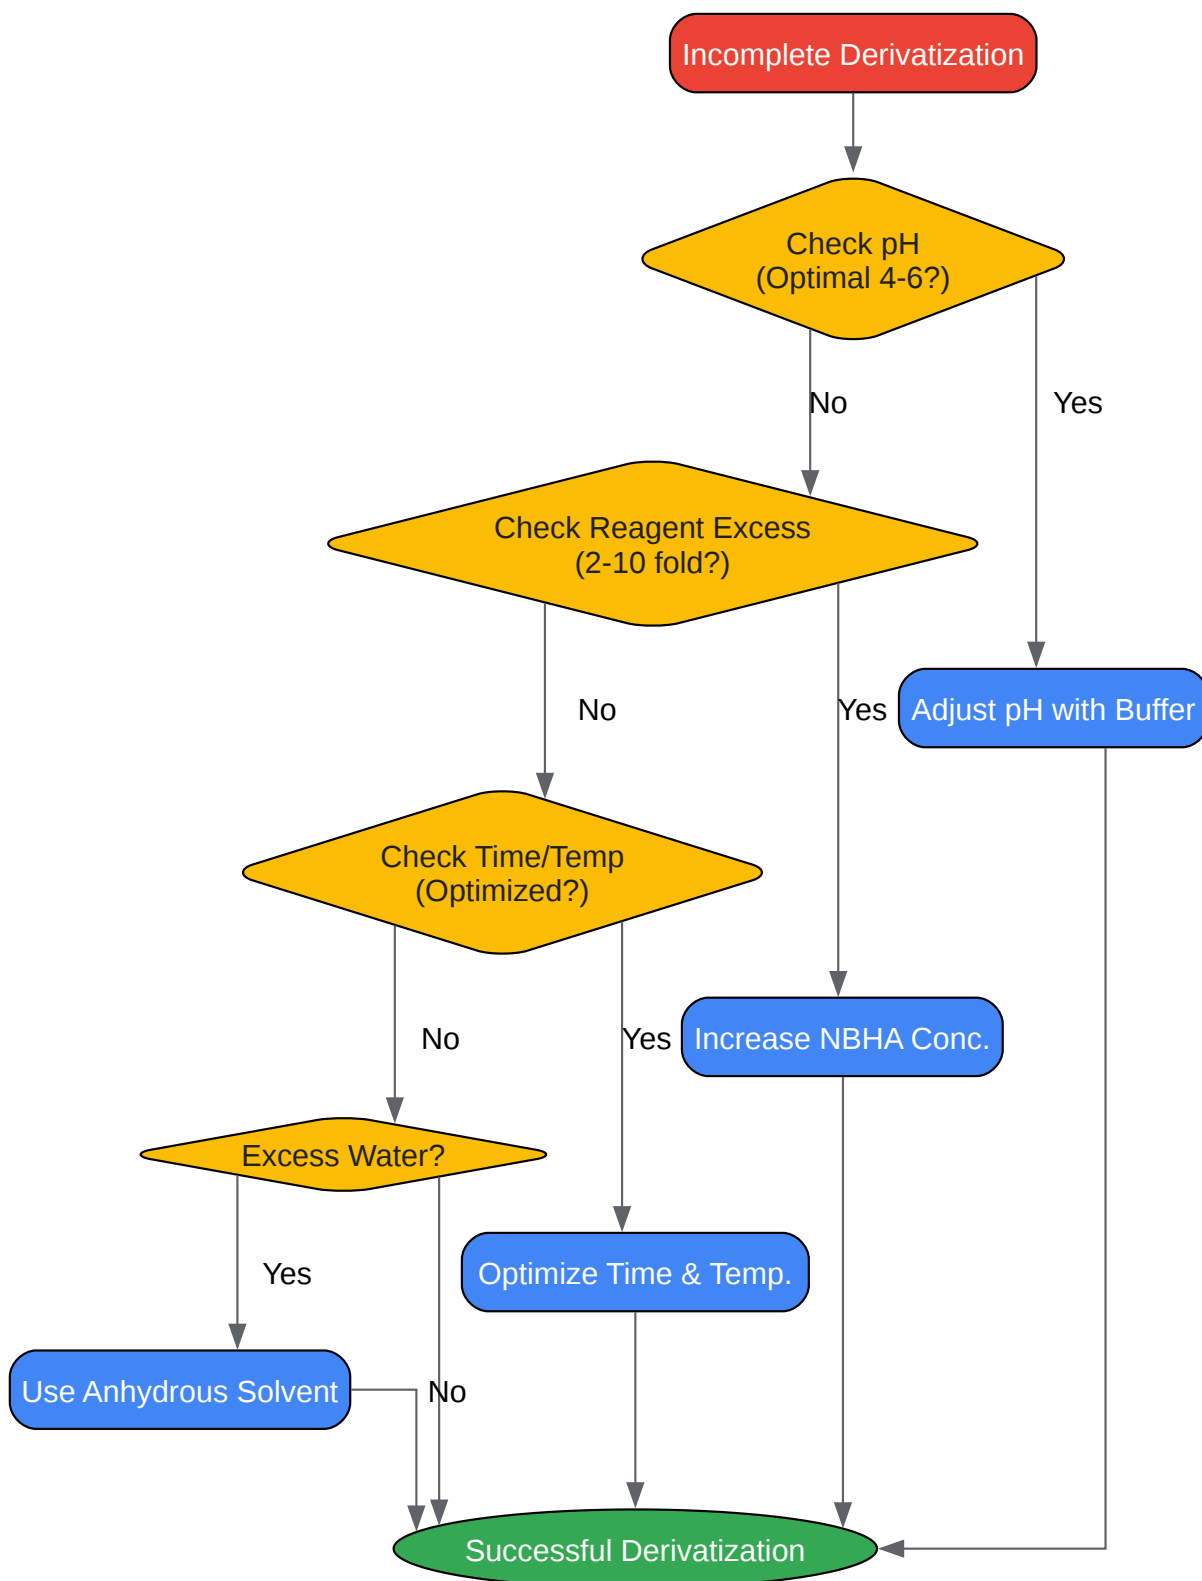 Incomplete Derivatization
Check pH
(Optimal 4-6?)
No
Yes
Check Reagent Excess
(2-10 fold?)
No
Yes
Adjust pH with Buffer
Check Time/Temp
(Optimized?)
No
Yes
Increase NBHA Conc.
Excess Water?
Yes
Optimize Time & Temp.
Use Anhydrous Solvent
No
Successful Derivatization